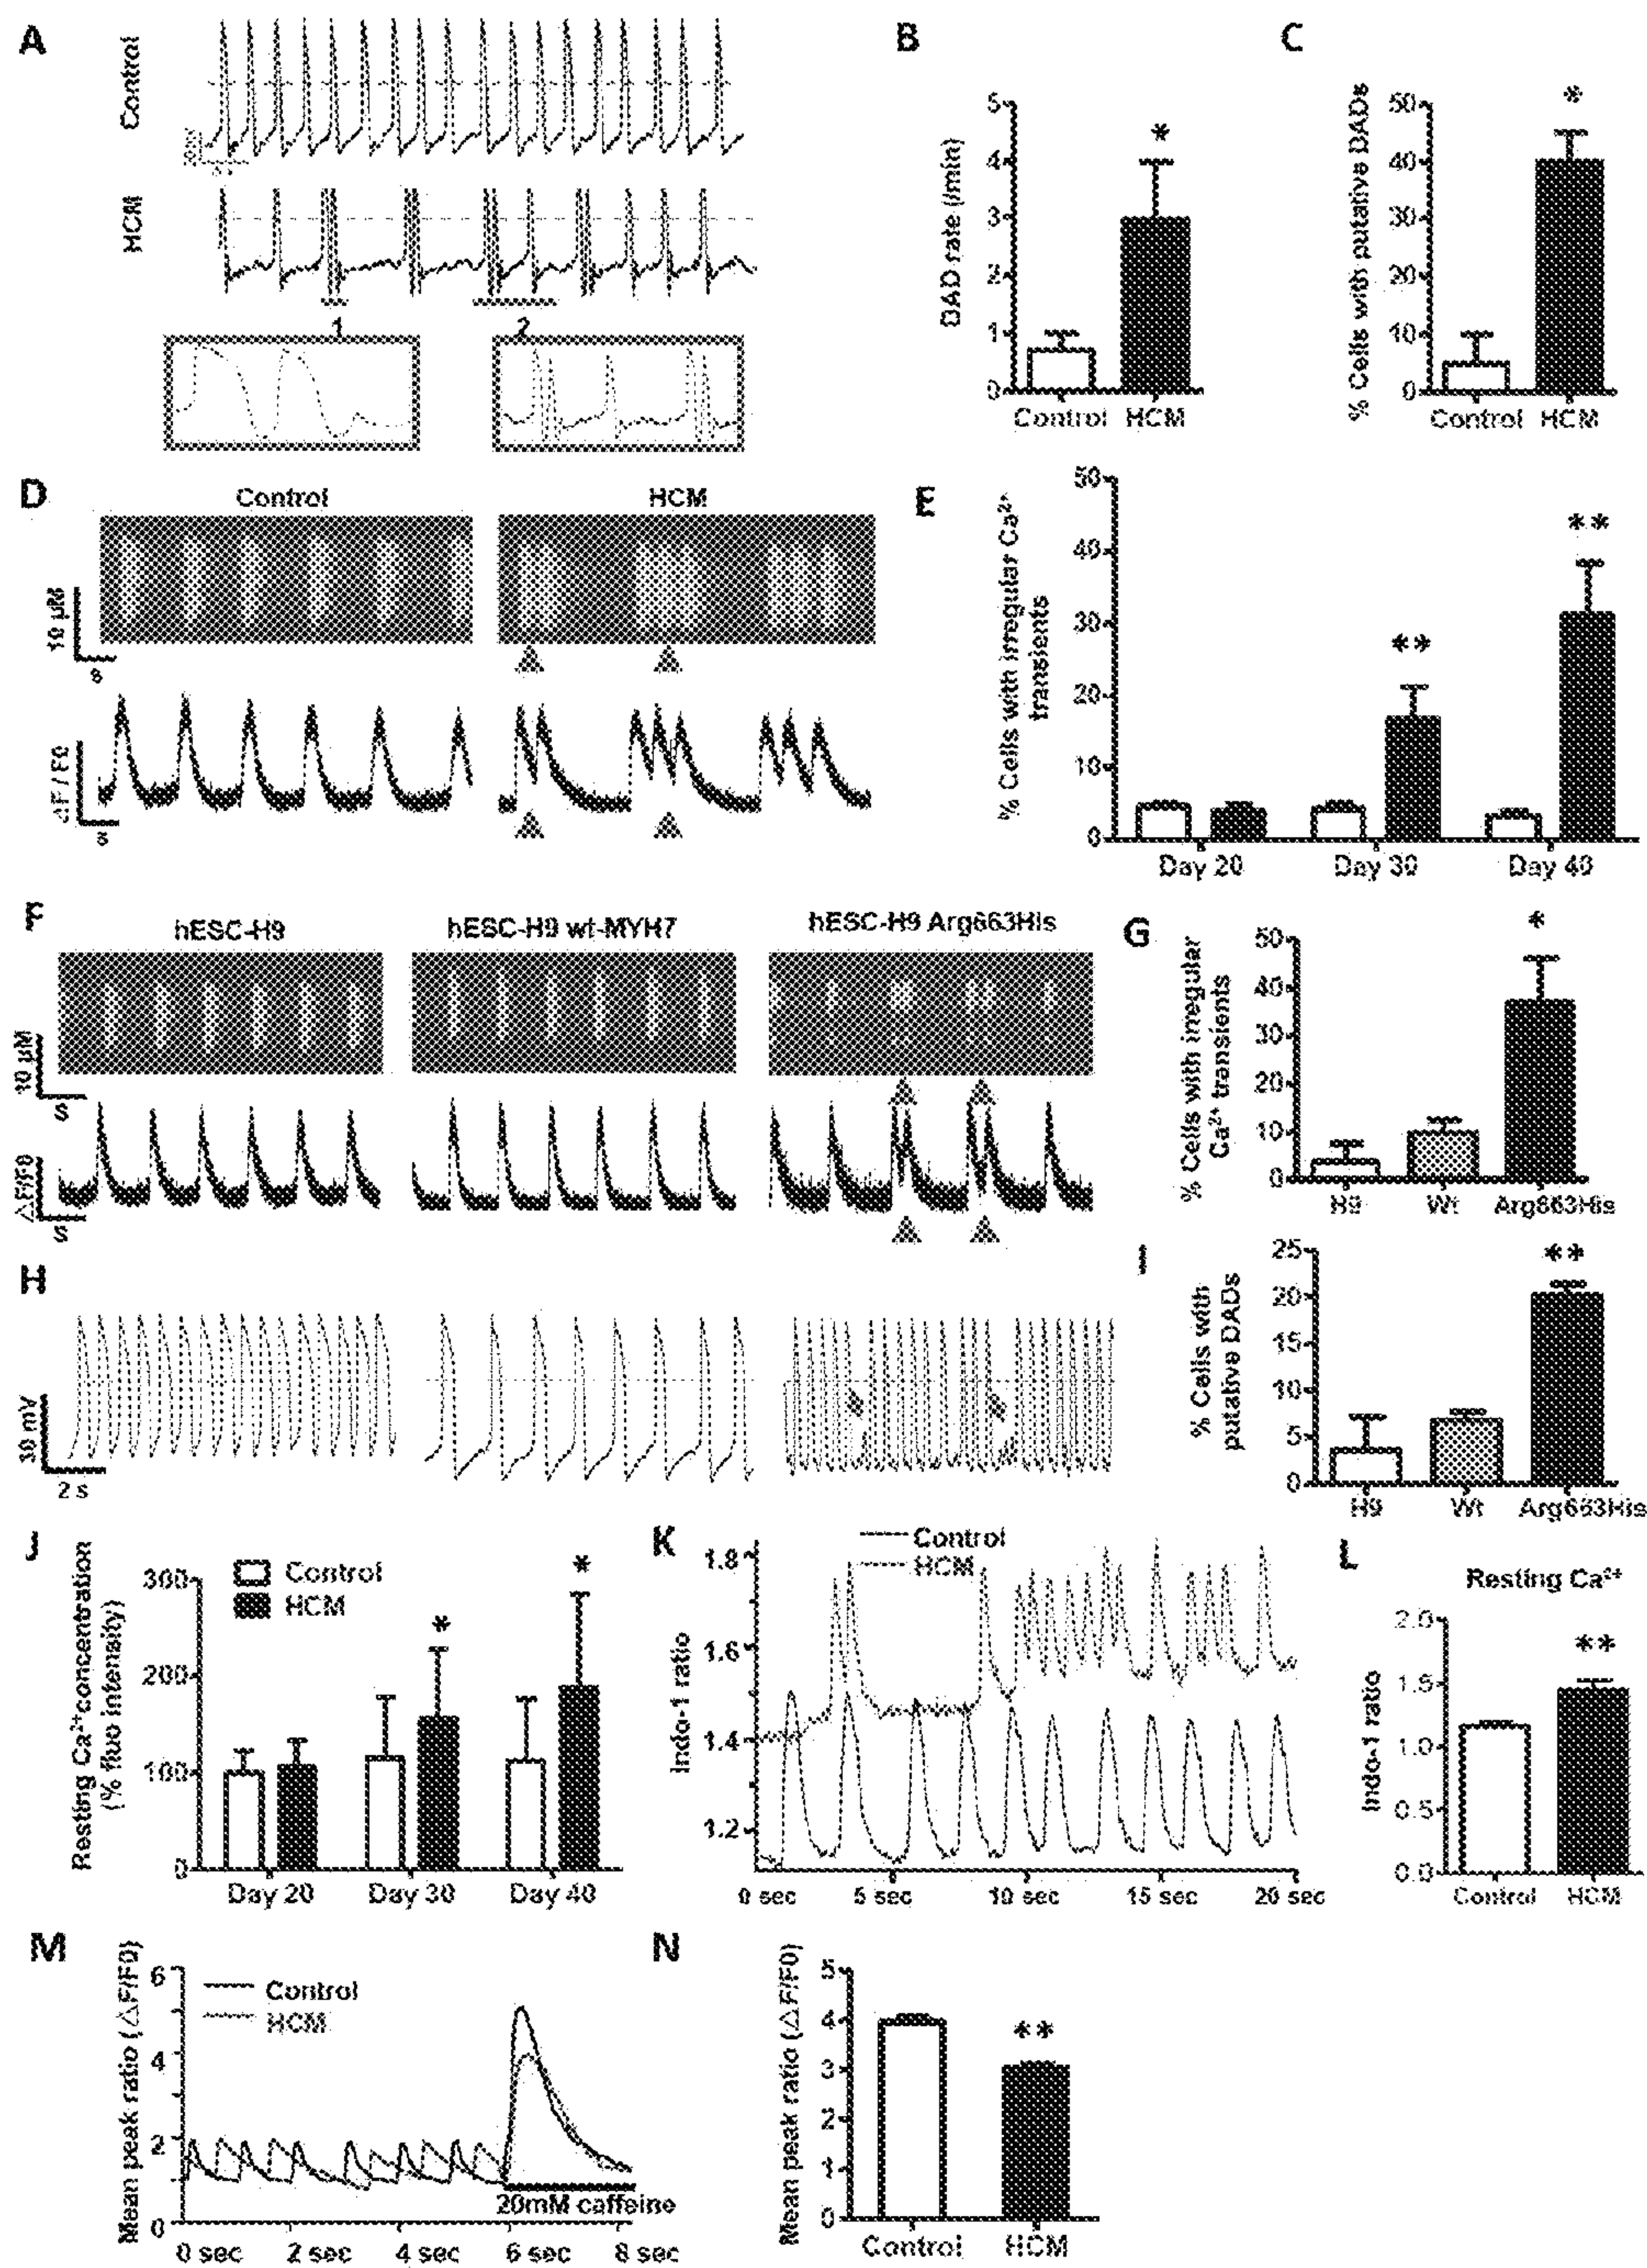 A
Control
HCM
1
2
B
DAD rate (/min)
5
4
3
2
1
0
Control HCM
*
C
% Cells with putative DADs
50
40
30
20
10
0
Control HCM
*
D
Control
HCM
10 µM
s
ΔF / F0
s
E
% Cells with irregular Ca²⁺
transients
50
40
30
20
10
0
Day 20 Day 30 Day 40
**
**
F
hESC-H9
hESC-H9 wt-MYH7
hESC-H9 Arg663His
10 µM
S
△F/F0
S
G
% Cells with irregular
Ca²⁺ transients
50
40
30
20
10
0
H9 Wt Arg663His
*
H
30 mV
2 s
I
% Cells with
putative DADs
25
20
15
10
5
0
H9 Wt Arg663His
**
J
Resting Ca²⁺concentration
(% fluo intensity)
300
200
100
0
Control
HCM
*
*
Day 20 Day 30 Day 40
K
Control
HCM
Indo-1 ratio
1.8
1.6
1.4
1.2
0 sec 5 sec 10 sec 15 sec 20 sec
L
Resting Ca²⁺
Indo-1 ratio
2.0
1.5
1.0
0.5
0.0
**
Control HCM
M
Mean peak ratio (△F/F0)
6
4
2
0
Control
HCM
20mM caffeine
0 sec 2 sec 4 sec 6 sec 8 sec
N
Mean peak ratio (△F/F0)
5
4
3
2
1
0
**
Control HCM